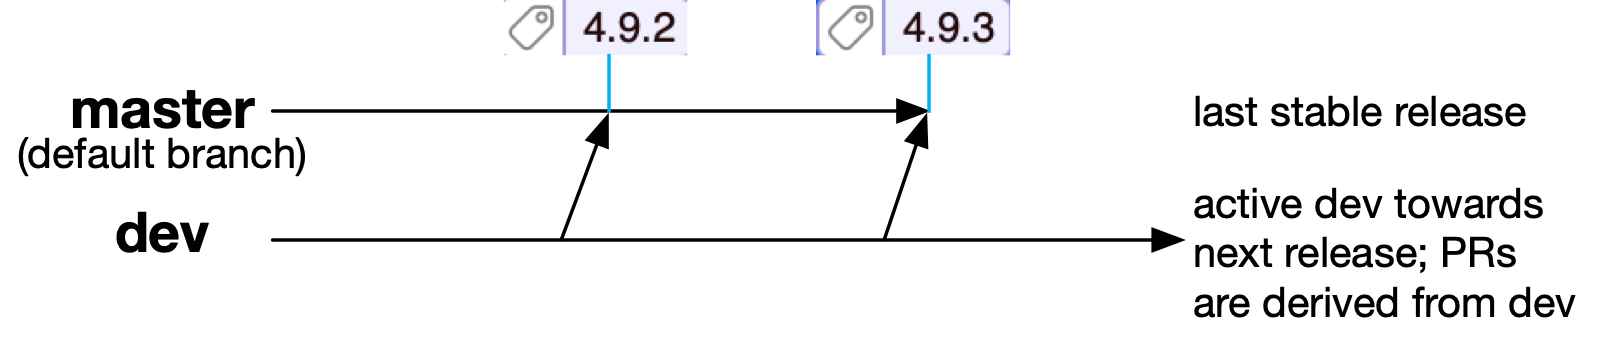 4.9.2
4.9.3
master
(default branch)
last stable release
dev
active dev towards
next release; PRs
are derived from dev